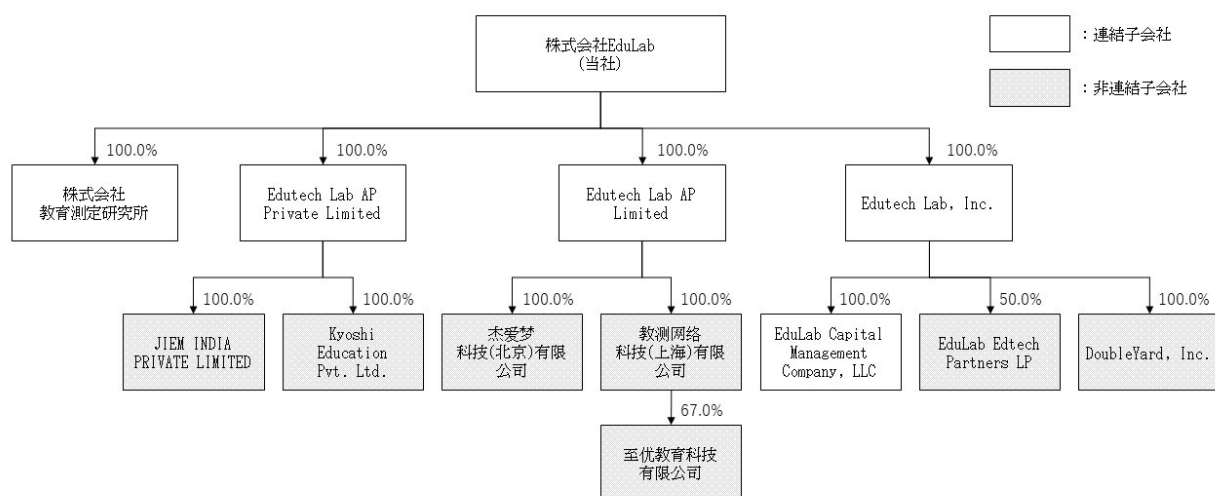 株式会社EduLab
(当社)
：連結子会社
：非連結子会社
100.0%
100.0%
100.0%
100.0%
株式会社
教育測定研究所
Edutech Lab AP
Private Limited
Edutech Lab AP
Limited
Edutech Lab, Inc.
100.0%
100.0%
100.0%
100.0%
100.0%
50.0%
100.0%
JIEM INDIA
PRIVATE LIMITED
Kyoshi
Education
Pvt. Ltd.
杰爱梦
科技(北京)有限
公司
教测网络
科技(上海)有限
公司
EduLab Capital
Management
Company, LLC
EduLab Edtech
Partners LP
DoubleYard, Inc.
67.0%
至优教育科技
有限公司